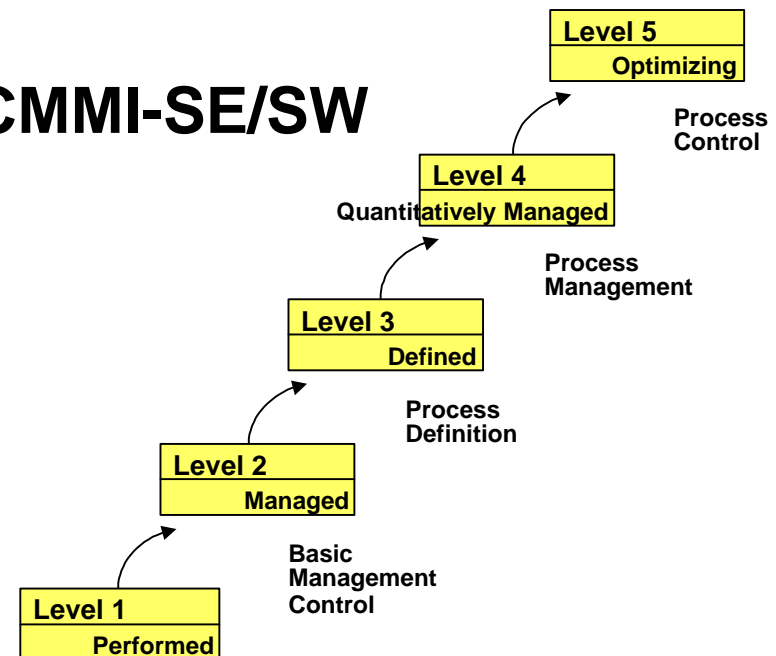 Level 5
Optimizing
CMMI-SE/SW
Process
Control
Level 4
Quantitatively Managed
Process
Management
Level 3
Defined
Process
Definition
Level 2
Managed
Basic
Management
Control
Level 1
Performed